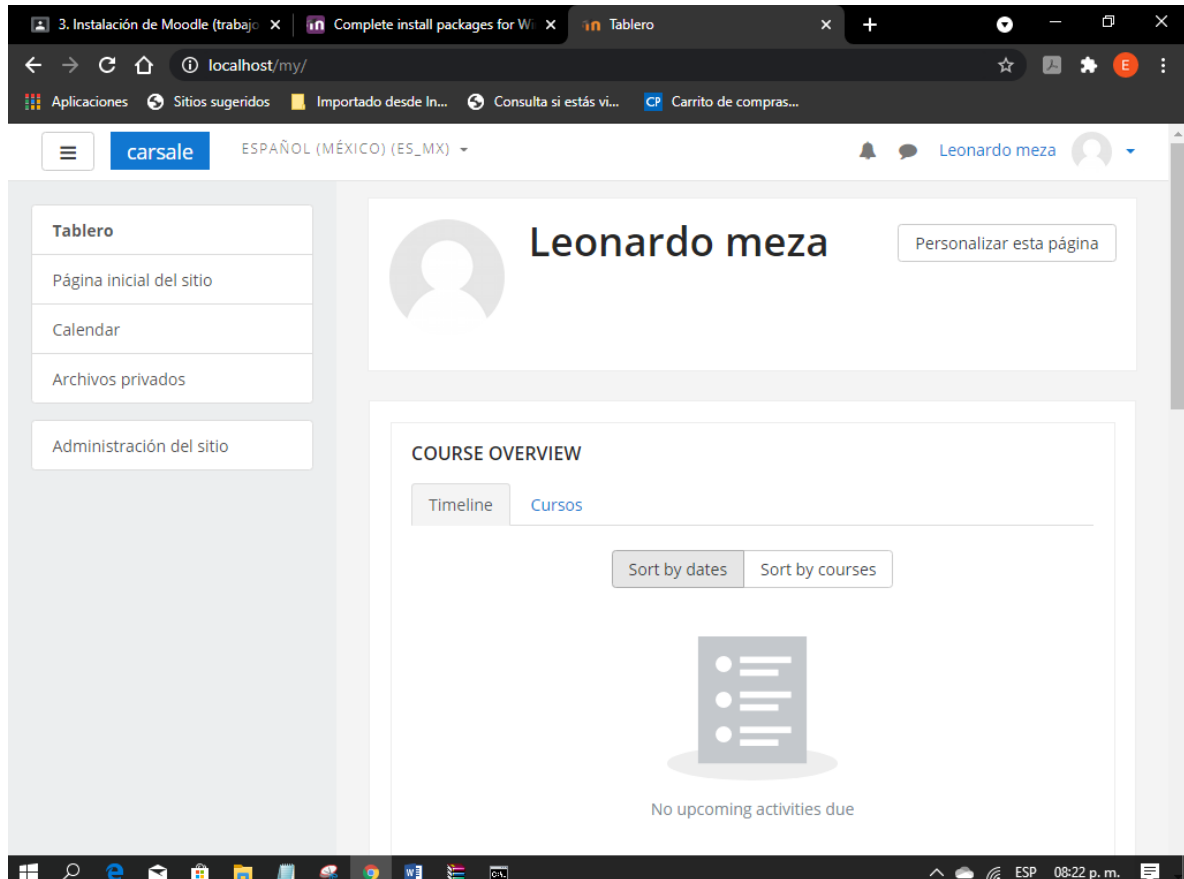 3. Instalación de Moodle (trabajo
Complete install packages for Wi
Tablero
localhost/my/
E
Aplicaciones
Sitios sugeridos
Importado desde In...
Consulta si estás vi...
CP Carrito de compras...
carsale
ESPAÑOL (MÉXICO) (ES_MX)
Leonardo meza
Tablero
Página inicial del sitio
Calendar
Archivos privados
Administración del sitio
Leonardo meza
Personalizar esta página
COURSE OVERVIEW
Timeline
Cursos
Sort by dates
Sort by courses
No upcoming activities due
ESP
08:22 p. m.